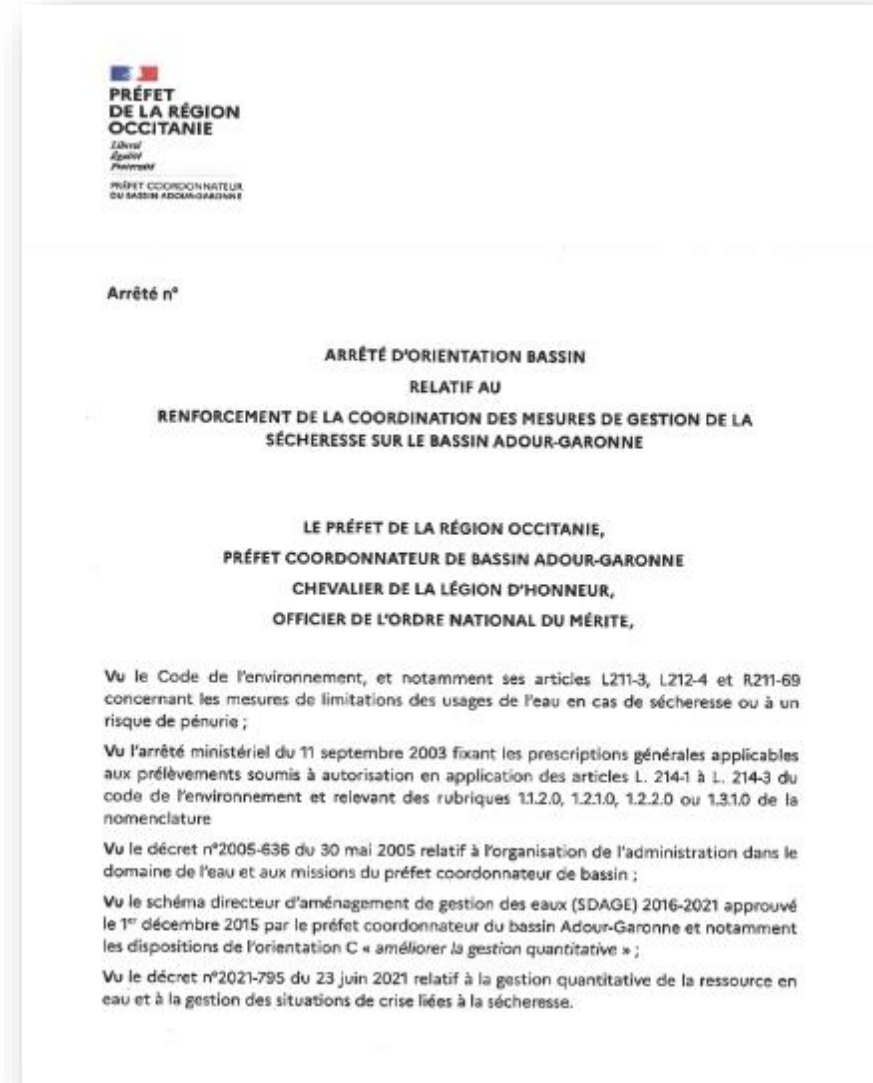 PRÉFET
DE LA RÉGION
OCCITANIE
Liberté
Égalité
Fraternité
PRÉFET COORDONNATEUR
DU BASSIN ADOUR-GARONNE
Arrêté n°
ARRÊTÉ D'ORIENTATION BASSIN
RELATIF AU
RENFORCEMENT DE LA COORDINATION DES MESURES DE GESTION DE LA
SÉCHERESSE SUR LE BASSIN ADOUR-GARONNE
LE PRÉFET DE LA RÉGION OCCITANIE,
PRÉFET COORDONNATEUR DE BASSIN ADOUR-GARONNE
CHEVALIER DE LA LÉGION D'HONNEUR,
OFFICIER DE L'ORDRE NATIONAL DU MÉRITE,
Vu le Code de l'environnement, et notamment ses articles L211-3, L212-4 et R211-69
concernant les mesures de limitations des usages de l'eau en cas de sécheresse ou à un
risque de pénurie ;
Vu l'arrêté ministériel du 11 septembre 2003 fixant les prescriptions générales applicables
aux prélèvements soumis à autorisation en application des articles L. 214-1 à L. 214-3 du
code de l'environnement et relevant des rubriques 1.1.2.0, 1.2.1.0, 1.2.2.0 ou 1.3.1.0 de la
nomenclature
Vu le décret n°2005-636 du 30 mai 2005 relatif à l'organisation de l'administration dans le
domaine de l'eau et aux missions du préfet coordonnateur de bassin ;
Vu le schéma directeur d'aménagement de gestion des eaux (SDAGE) 2016-2021 approuvé
le 1er décembre 2015 par le préfet coordonnateur du bassin Adour-Garonne et notamment
les dispositions de l'orientation C « améliorer la gestion quantitative » ;
Vu le décret n°2021-795 du 23 juin 2021 relatif à la gestion quantitative de la ressource en
eau et à la gestion des situations de crise liées à la sécheresse.